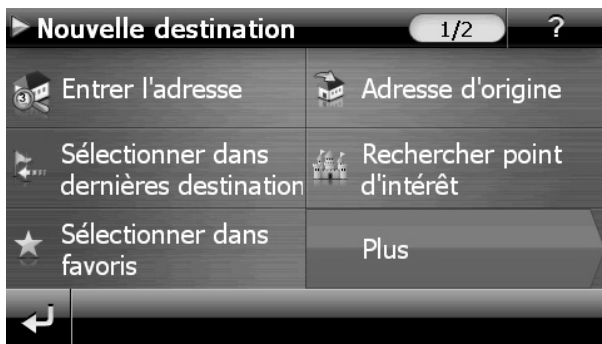 Nouvelle destination 1/2 ?
Entrer l'adresse
Adresse d'origine
Sélectionner dans
dernières destination
Rechercher point
d'intérêt
Sélectionner dans
favoris
Plus